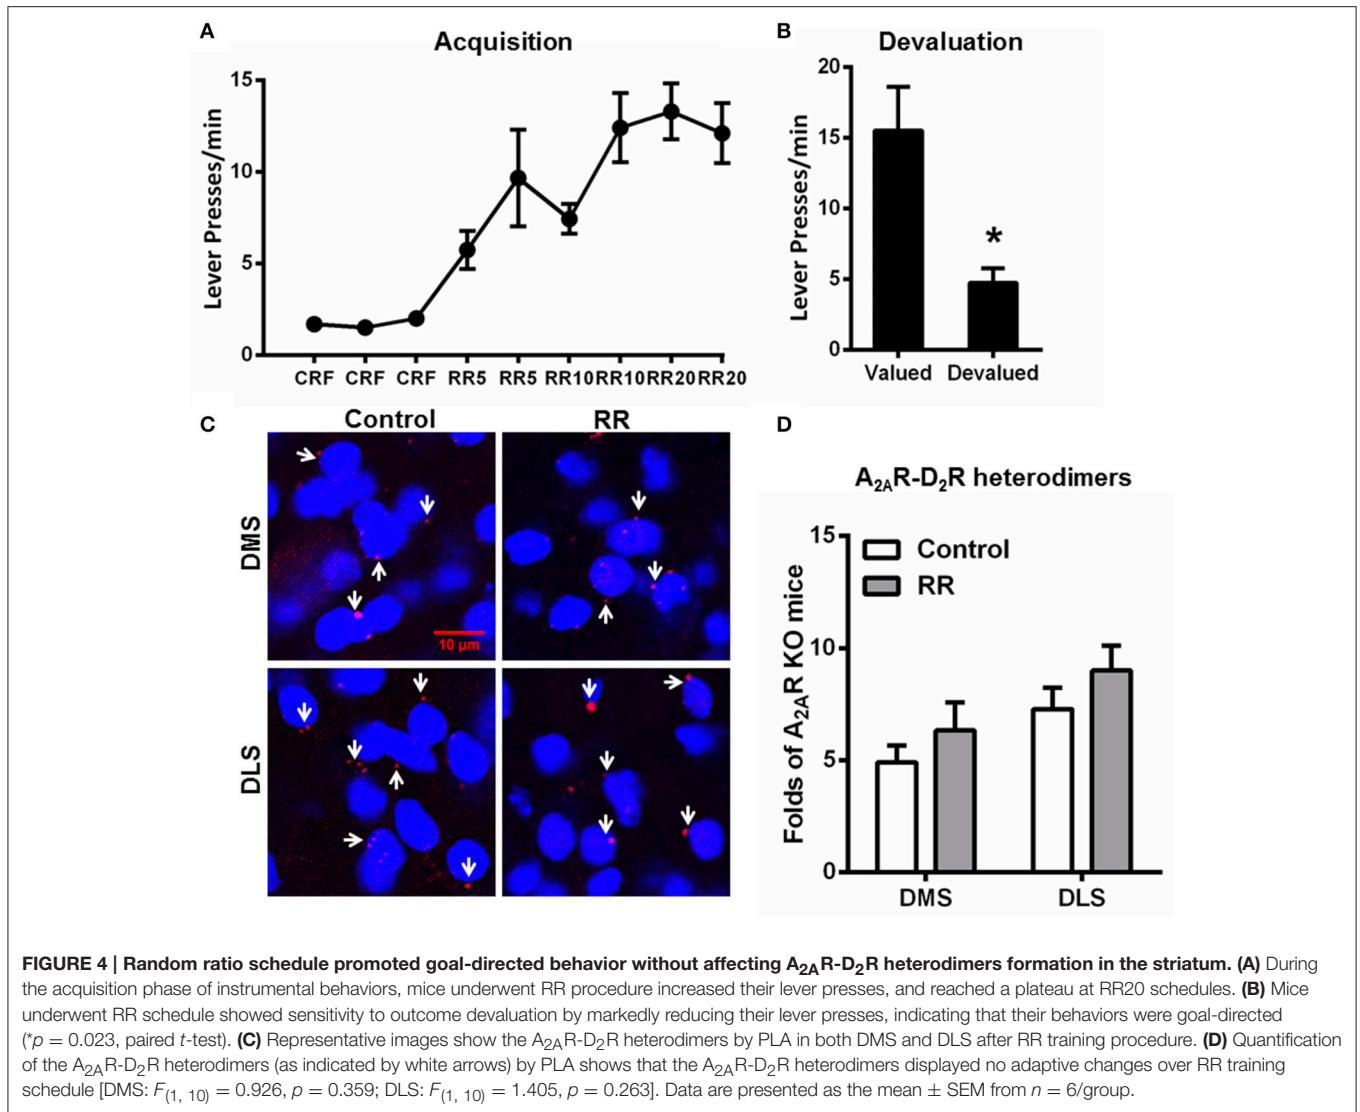 A
Acquisition
Lever Presses/min
15
10
5
0
CRF CRF CRF RR5 RR5 RR10 RR10 RR20 RR20
B
Devaluation
Lever Presses/min
20
15
10
5
0
*
Valued Devalued
C
Control RR
DMS
10 µm
DLS
D
A2AR-D2R heterodimers
Folds of A2AR KO mice
15
10
5
0
Control
RR
DMS DLS
FIGURE 4 | Random ratio schedule promoted goal-directed behavior without affecting A2AR-D2R heterodimers formation in the striatum. (A) During
the acquisition phase of instrumental behaviors, mice underwent RR procedure increased their lever presses, and reached a plateau at RR20 schedules. (B) Mice
underwent RR schedule showed sensitivity to outcome devaluation by markedly reducing their lever presses, indicating that their behaviors were goal-directed
(*p = 0.023, paired t-test). (C) Representative images show the A2AR-D2R heterodimers by PLA in both DMS and DLS after RR training procedure. (D) Quantification
of the A2AR-D2R heterodimers (as indicated by white arrows) by PLA shows that the A2AR-D2R heterodimers displayed no adaptive changes over RR training
schedule [DMS: F(1, 10) = 0.926, p = 0.359; DLS: F(1, 10) = 1.405, p = 0.263]. Data are presented as the mean ± SEM from n = 6/group.